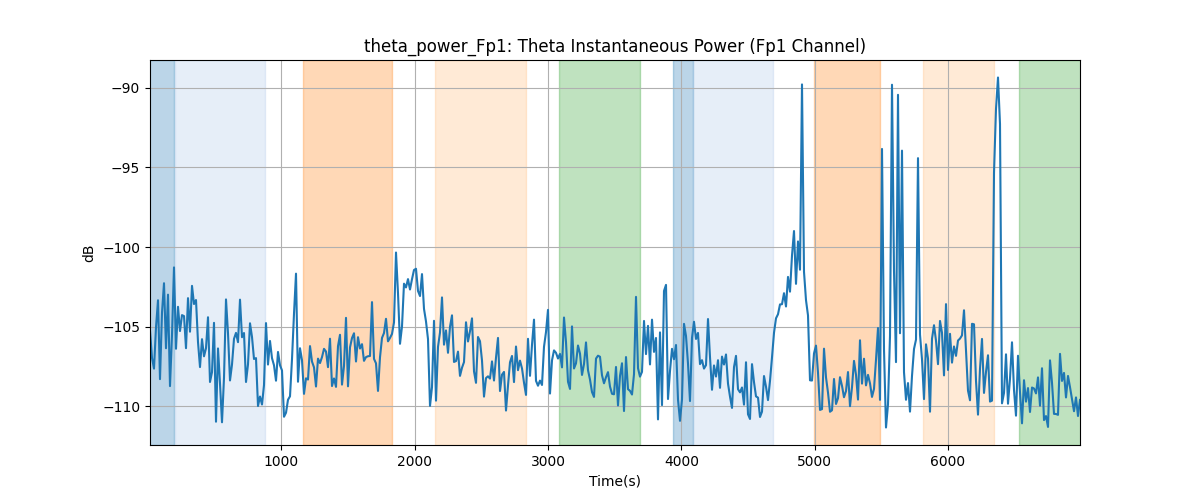 theta_power_Fp1: Theta Instantaneous Power (Fp1 Channel)
−90
−95
−100
−105
−110
dB
1000 2000 3000 4000 5000 6000
Time(s)